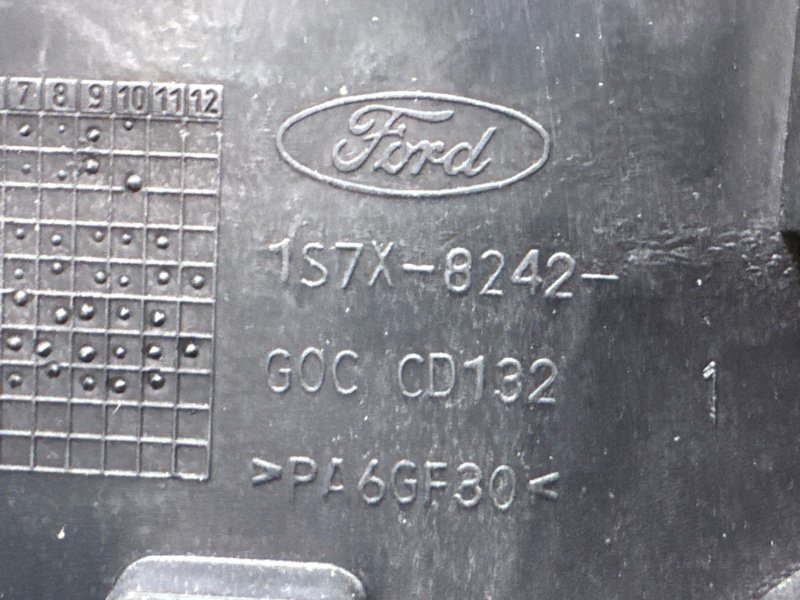 7 8 9 10 11 12
Ford
1S7X-8242-
GOC CD132
1
>PA6GF30<